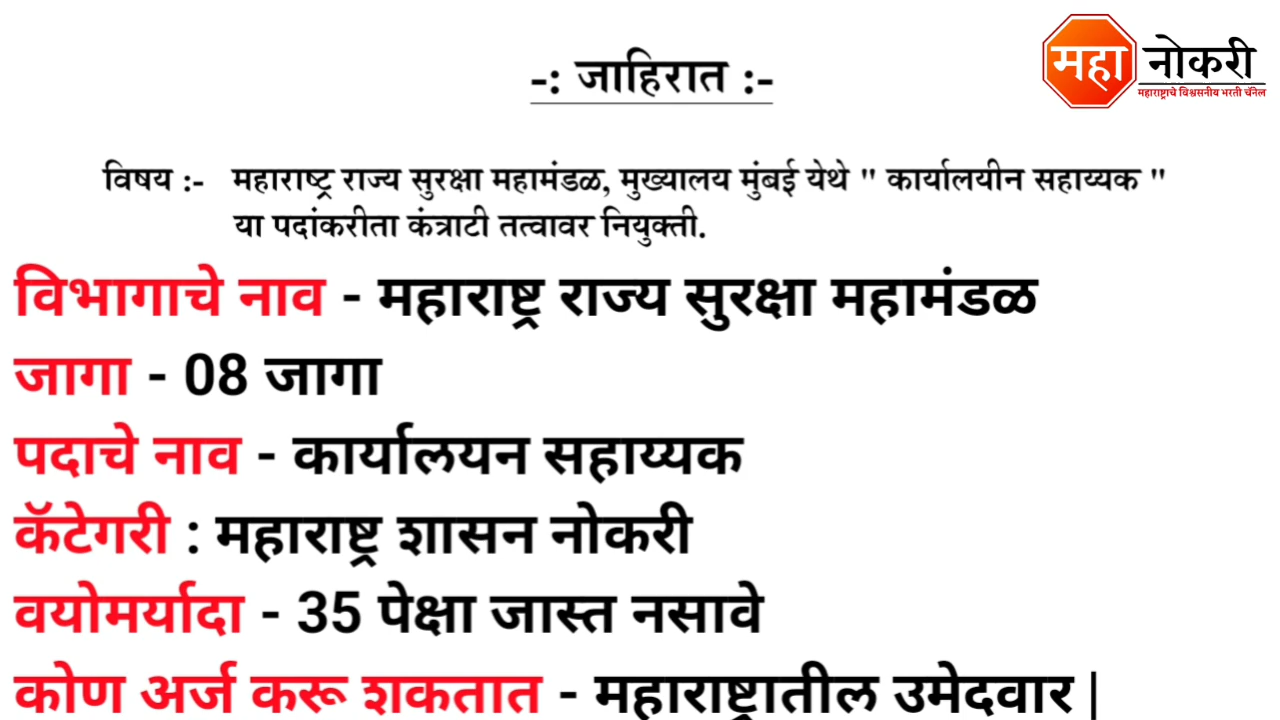 महा नोकरी
महाराष्ट्राचे विश्वसनीय भरती चॅनेल
-: जाहिरात :-
विषय :- महाराष्ट्र राज्य सुरक्षा महामंडळ, मुख्यालय मुंबई येथे " कार्यालयीन सहाय्यक "
या पदांकरीता कंत्राटी तत्वावर नियुक्ती.
विभागाचे नाव - महाराष्ट्र राज्य सुरक्षा महामंडळ
जागा - 08 जागा
पदाचे नाव - कार्यालयन सहाय्यक
कॅटेगरी : महाराष्ट्र शासन नोकरी
वयोमर्यादा - 35 पेक्षा जास्त नसावे
कोण अर्ज करू शकतात - महाराष्ट्रातील उमेदवार |